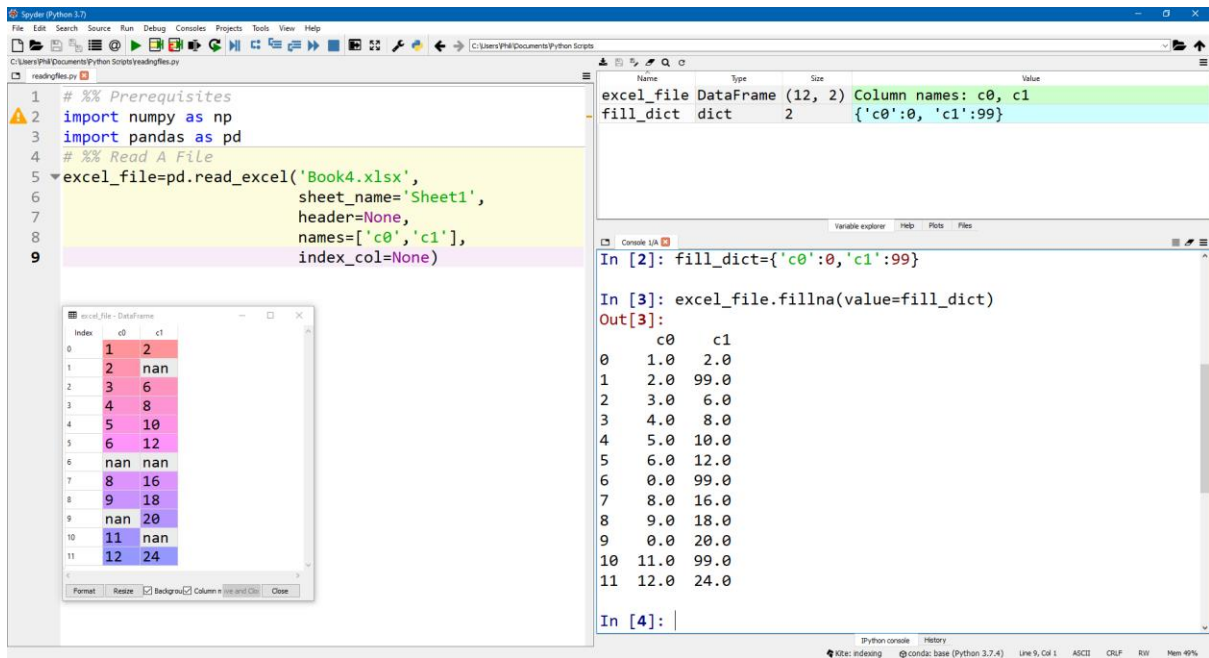 Spyder (Python 3.7)
File Edit Search Source Run Debug Consoles Projects Tools View Help
C:\Users\Phili\Documents\Python Scripts
C:\Users\Phili\Documents\Python Scripts\readingfiles.py
readingfiles.py
1 # %% Prerequisites
2 import numpy as np
3 import pandas as pd
4 # %% Read A File
5 excel_file=pd.read_excel('Book4.xlsx',
6 sheet_name='Sheet1',
7 header=None,
8 names=['c0','c1'],
9 index_col=None)
excel_file - DataFrame
Index c0 c1
0 1 2
1 2 nan
2 3 6
3 4 8
4 5 10
5 6 12
6 nan nan
7 8 16
8 9 18
9 nan 20
10 11 nan
11 12 24
Format Resize Backgrou Column n Close
Name Type Size Value
excel_file DataFrame (12, 2) Column names: c0, c1
fill_dict dict 2 {'c0':0, 'c1':99}
Variable explorer Help Plots Files
Console 1/A
In [2]: fill_dict={'c0':0,'c1':99}
In [3]: excel_file.fillna(value=fill_dict)
Out[3]:
c0 c1
0 1.0 2.0
1 2.0 99.0
2 3.0 6.0
3 4.0 8.0
4 5.0 10.0
5 6.0 12.0
6 0.0 99.0
7 8.0 16.0
8 9.0 18.0
9 0.0 20.0
10 11.0 99.0
11 12.0 24.0
In [4]:
IPython console History
Kite: indexing conda: base (Python 3.7.4) Line 9, Col 1 ASCII CRLF RW Mem 49%